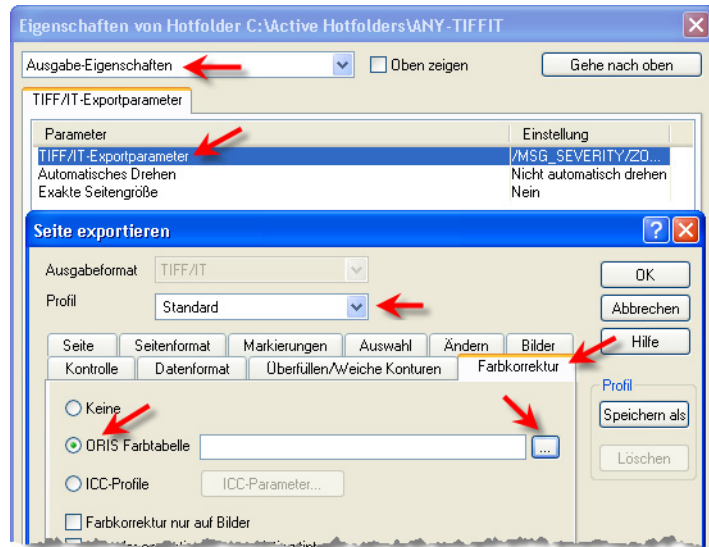 Eigenschaften von Hotfolder C:\Active Hotfolders\ANY-TIFFIT
Ausgabe-Eigenschaften Oben zeigen Gehe nach oben
TIFF/IT-Exportparameter
Parameter Einstellung
TIFF/IT-Exportparameter /MSG_SEVERITY/ZO...
Automatisches Drehen Nicht automatisch drehen
Exakte Seitengröße Nein
Seite exportieren
Ausgabeformat TIFF/IT OK
Profil Standard Abbrechen
Seite Seitenformat Markierungen Auswahl Ändern Bilder Hilfe
Kontrolle Datenformat Überfüllen/Weiche Konturen Farbkorrektur
Profil
Keine Speichern als
ORIS Farbtabelle ...
Löschen
ICC-Profile ICC-Parameter...
Farbkorrektur nur auf Bilder